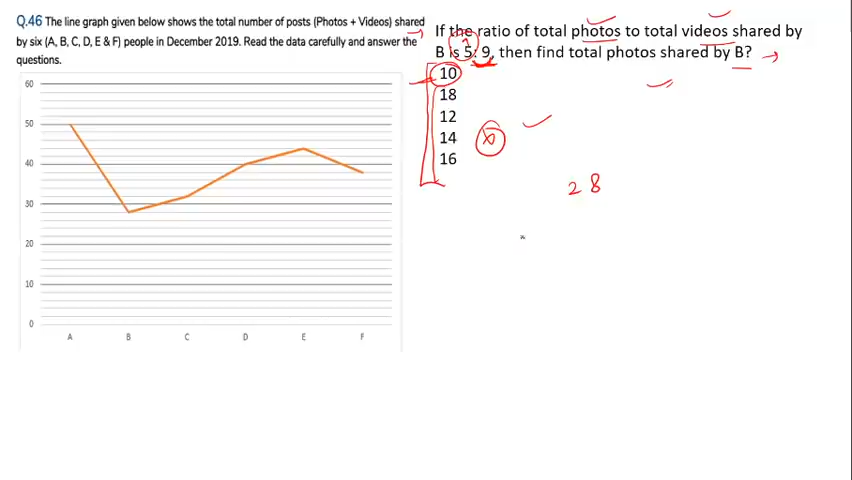 Q.46 The line graph given below shows the total number of posts (Photos + Videos) shared
by six (A, B, C, D, E & F) people in December 2019. Read the data carefully and answer the
questions.
60
50
40
30
20
10
0
A B C D E F
If the ratio of total photos to total videos shared by
B is 5: 9, then find total photos shared by B?
10
18
12
14
16
28